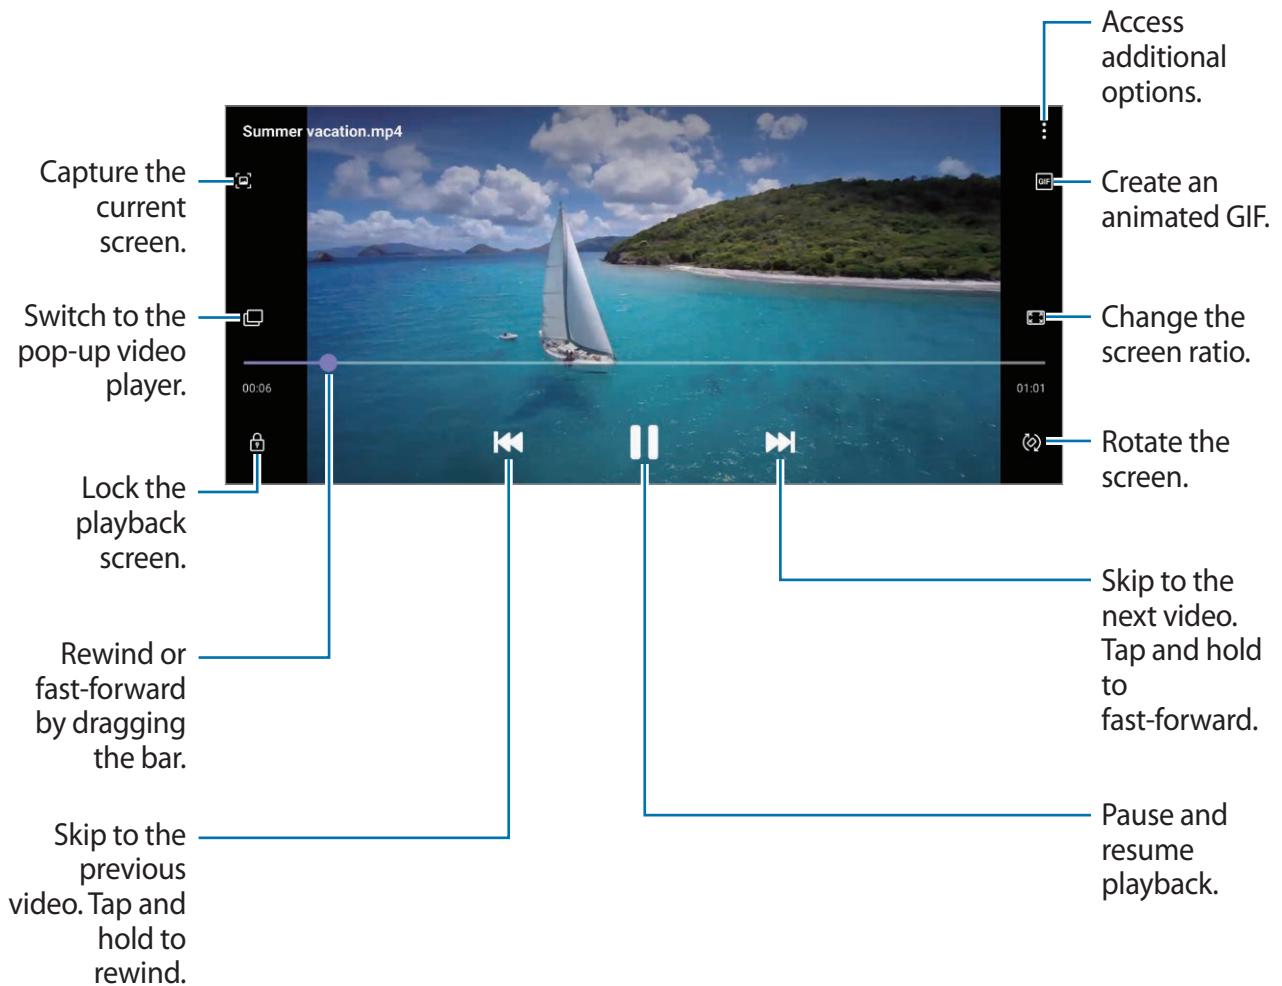 Access
additional
options.
Summer vacation.mp4
Capture the
current
screen.
GIF
Create an
animated GIF.
Switch to the
pop-up video
player.
Change the
screen ratio.
00:06
01:01
Lock the
playback
screen.
Rotate the
screen.
Rewind or
fast-forward
by dragging
the bar.
Skip to the
next video.
Tap and hold
to
fast-forward.
Skip to the
previous
video. Tap and
hold to
rewind.
Pause and
resume
playback.